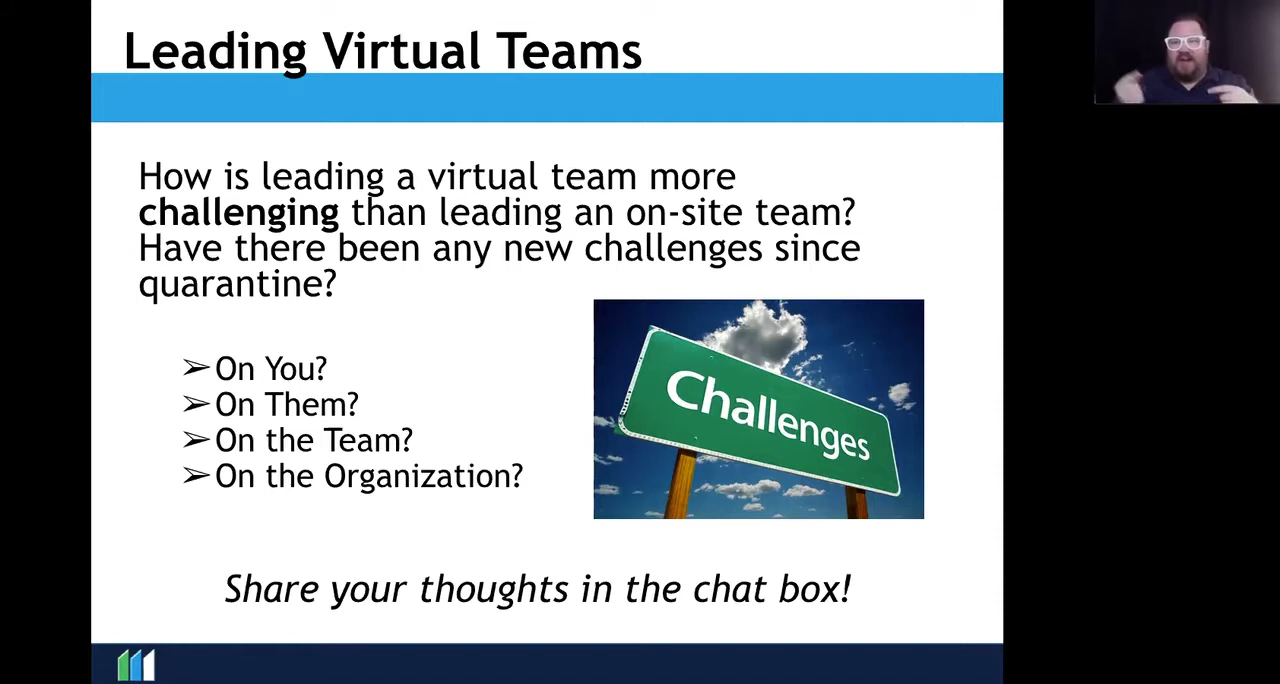 Leading Virtual Teams
How is leading a virtual team more
challenging than leading an on-site team?
Have there been any new challenges since
quarantine?
➢On You?
➢On Them?
➢On the Team?
➢On the Organization?
Challenges
Share your thoughts in the chat box!